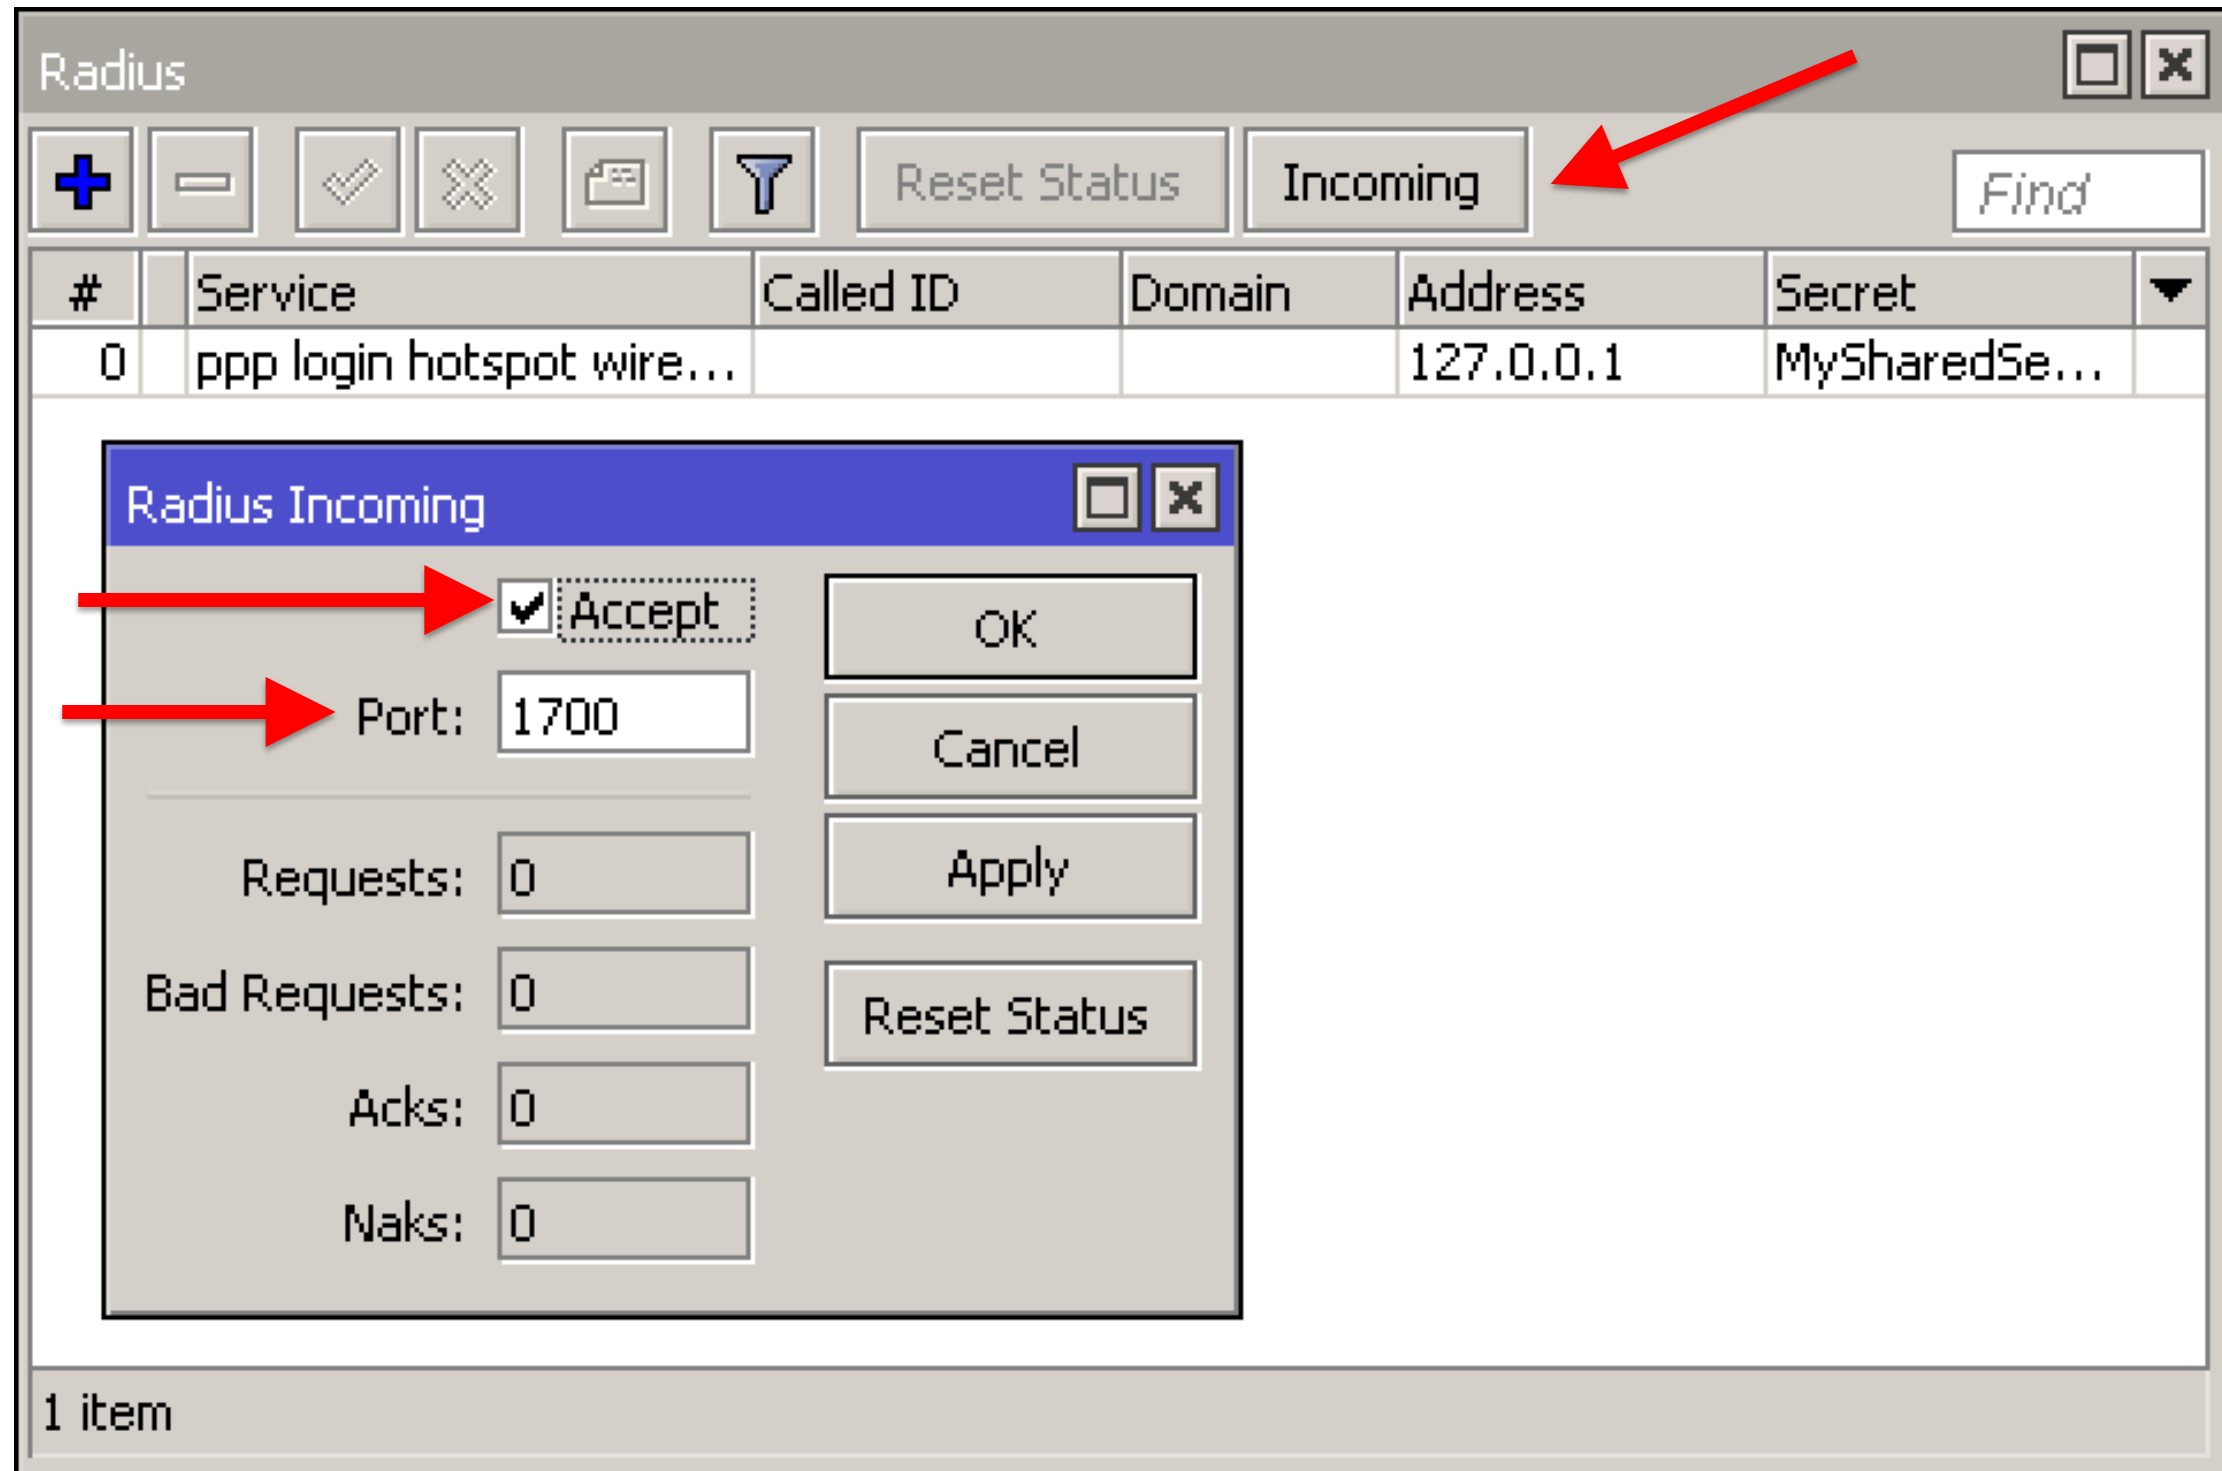 Radius
Reset Status Incoming Find
# Service Called ID Domain Address Secret
0 ppp login hotspot wire... 127.0.0.1 MySharedSe...
Radius Incoming
Accept
OK
Port: 1700
Cancel
Requests: 0
Apply
Bad Requests: 0
Reset Status
Acks: 0
Naks: 0
1 item